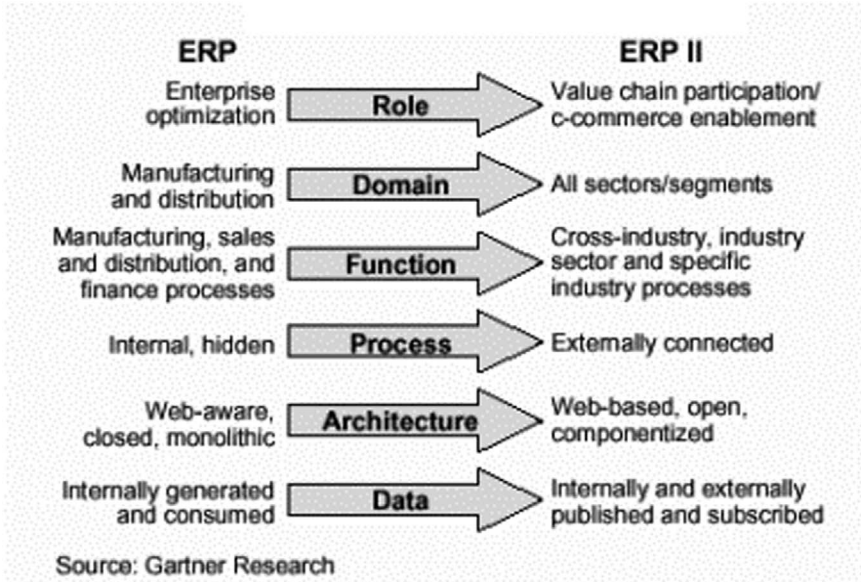 ERP ERP II
Enterprise
optimization
Role
Value chain participation/
c-commerce enablement
Manufacturing
and distribution
Domain
All sectors/segments
Manufacturing, sales
and distribution, and
finance processes
Function
Cross-industry, industry
sector and specific
industry processes
Internal, hidden
Process
Externally connected
Web-aware,
closed, monolithic
Architecture
Web-based, open,
componentized
Internally generated
and consumed
Data
Internally and externally
published and subscribed
Source: Gartner Research